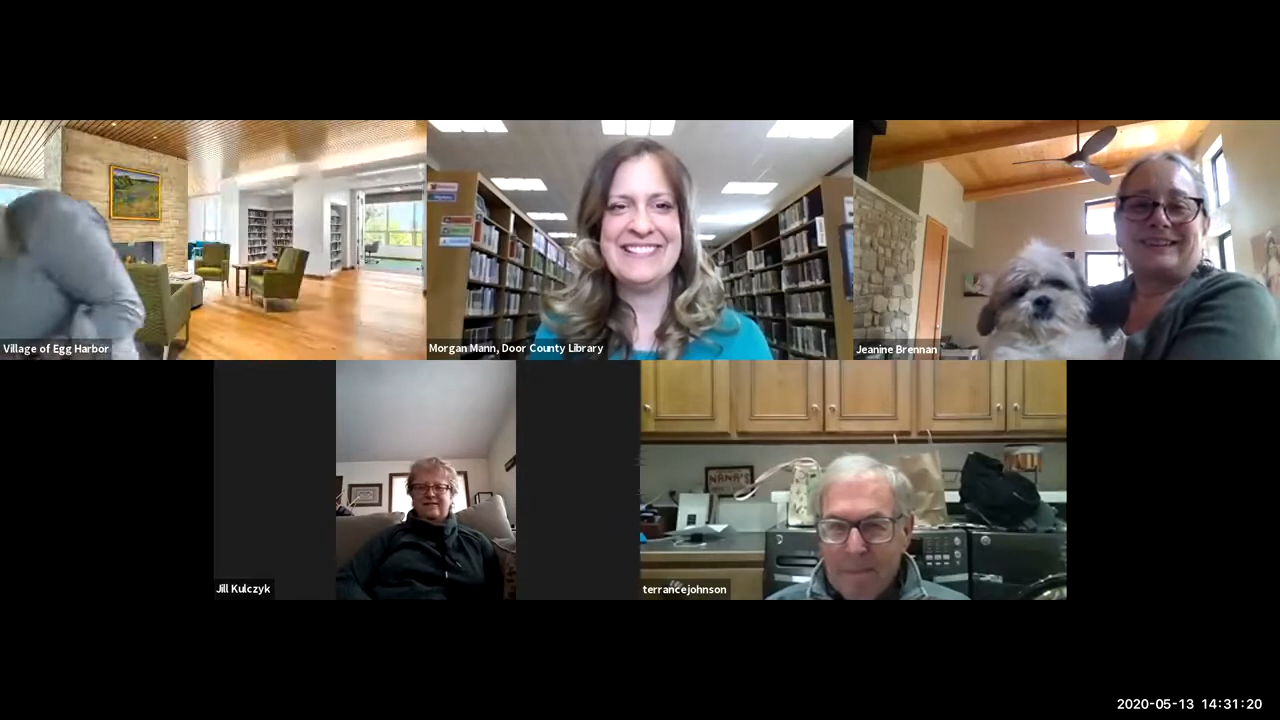 Village of Egg Harbor
Morgan Mann, Door County Library
Jeanine Brennan
NANA'S
Jill Kulczyk
terrancejohnson
2020-05-13 14:31:20